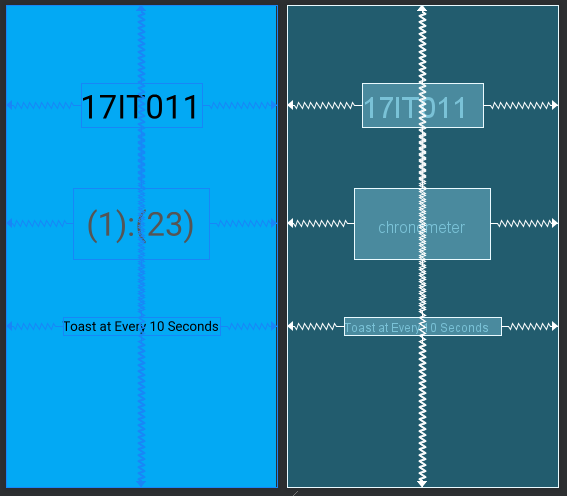 17IT011
(1):(23)
Toast at Every 10 Seconds
17IT011
chronometer
Toast at Every 10 Seconds